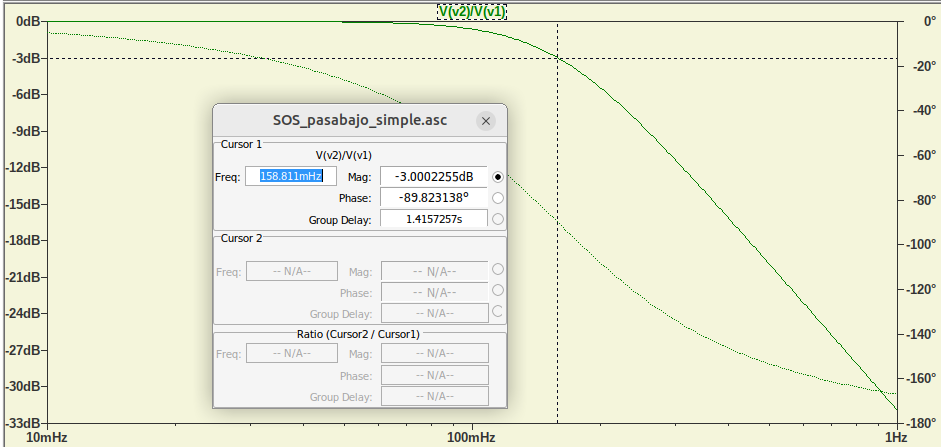 V(v2)/V(v1)
0dB
0°
-3dB
-20°
-6dB
-40°
-9dB
-60°
-12dB
-80°
-15dB
-100°
-18dB
-120°
-21dB
-140°
-24dB
-160°
-27dB
-180°
-30dB
-33dB
10mHz
100mHz
1Hz
SOS_pasabajo_simple.asc
Cursor 1
V(v2)/V(v1)
Freq: 158.811mHz Mag: -3.0002255dB
Phase: -89.823138°
Group Delay: 1.4157257s
Cursor 2
Freq: -- N/A-- Mag: -- N/A--
Phase: -- N/A--
Group Delay: -- N/A--
Ratio (Cursor2 / Cursor1)
Freq: -- N/A-- Mag: -- N/A--
Phase: -- N/A--
Group Delay: -- N/A--